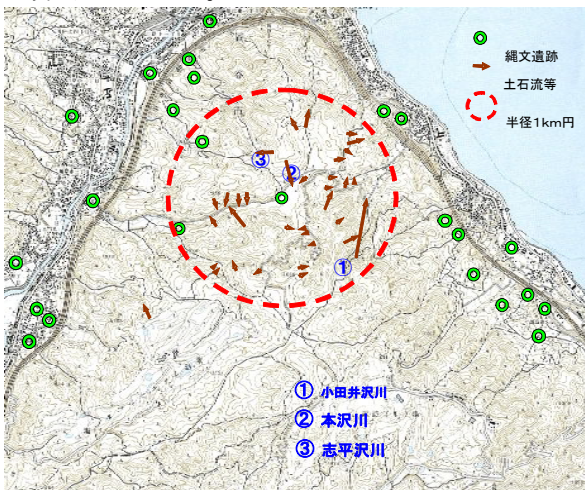 縄文遺跡
土石流等
半径1km円
③
②
①
① 小田井沢川
② 本沢川
③ 志平沢川